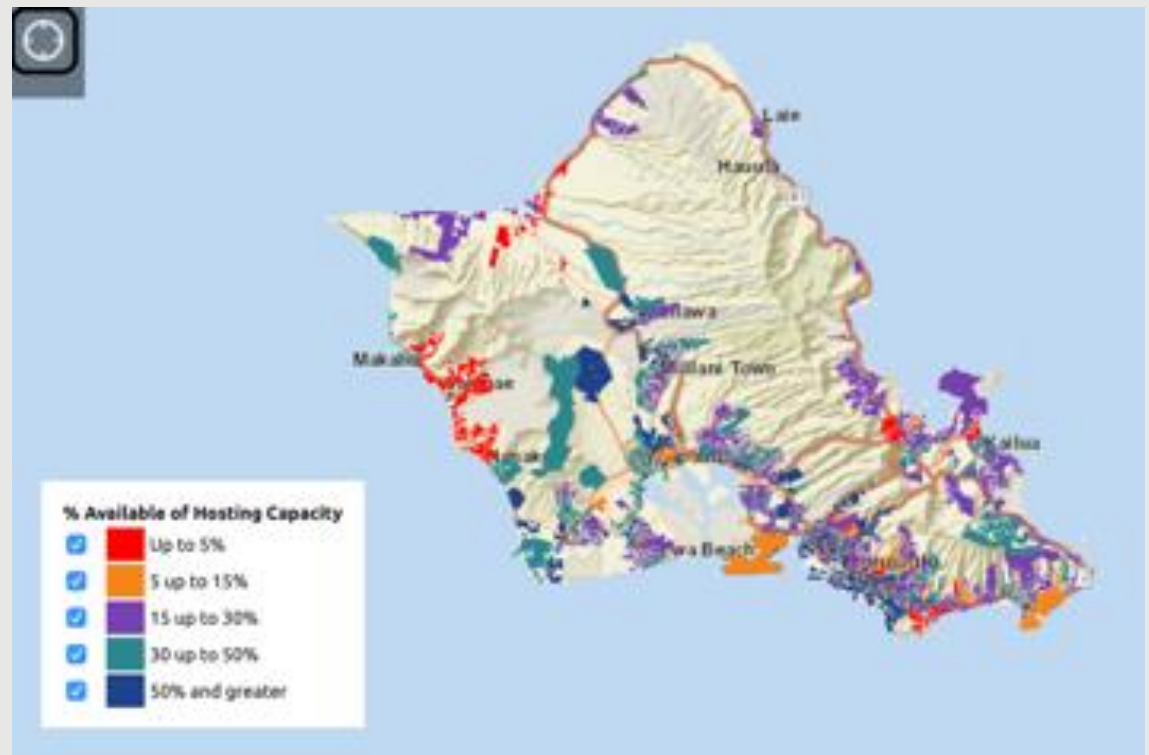 Laie
Hauula
Makaha
Mililani Town
Kailua
Ewa Beach
Honolulu
% Available of Hosting Capacity
Up to 5%
5 up to 15%
15 up to 30%
30 up to 50%
50% and greater